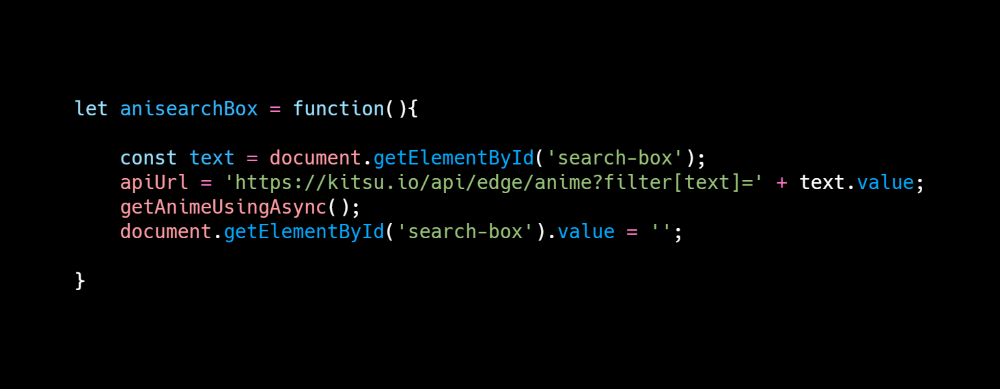 let anisearchBox = function(){
    const text = document.getElementById('search-box');
    apiUrl = 'https://kitsu.io/api/edge/anime?filter[text]=' + text.value;
    getAnimeUsingAsync();
    document.getElementById('search-box').value = '';
}